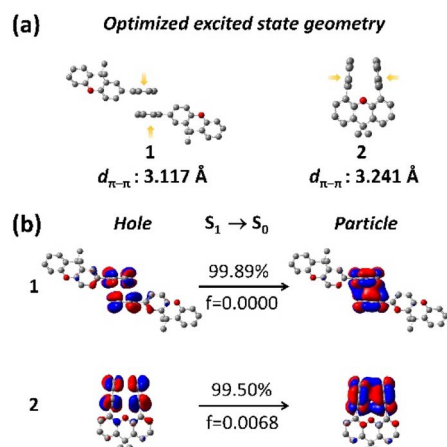 (a) Optimized excited state geometry
1 2
dπ–π : 3.117 Å dπ–π : 3.241 Å
(b) Hole S₁ → S₀ Particle
1 99.89%
f=0.0000
2 99.50%
f=0.0068